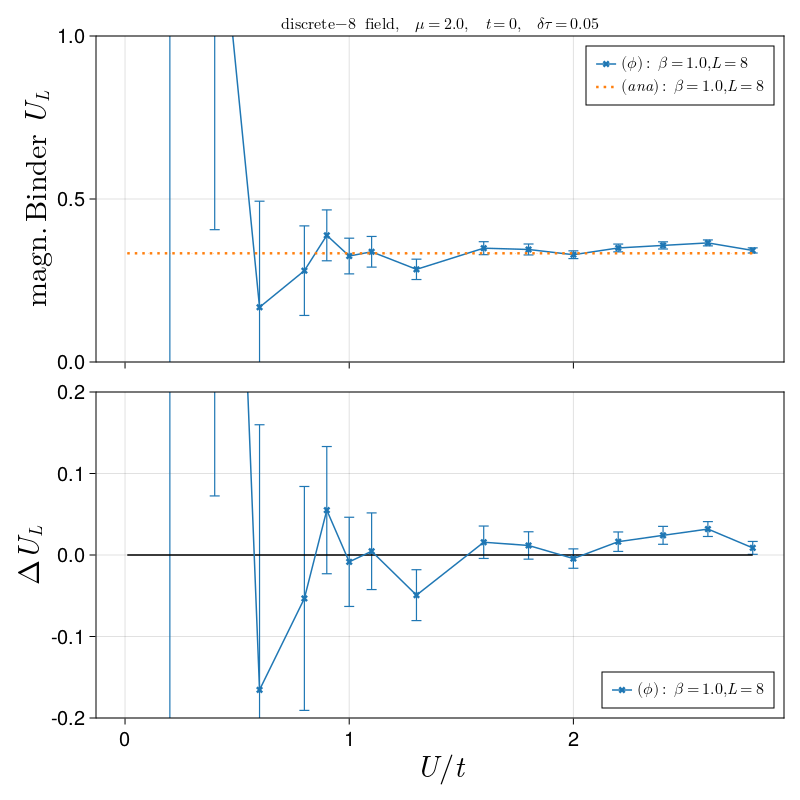 discrete−8 field, μ = 2.0, t = 0, δτ = 0.05
magn. Binder U_L
1.0
0.5
0.0
(ϕ) : β = 1.0,L = 8
(ana) : β = 1.0,L = 8
Δ U_L
0.2
0.1
0.0
-0.1
-0.2
(ϕ) : β = 1.0,L = 8
0 1 2
U/t